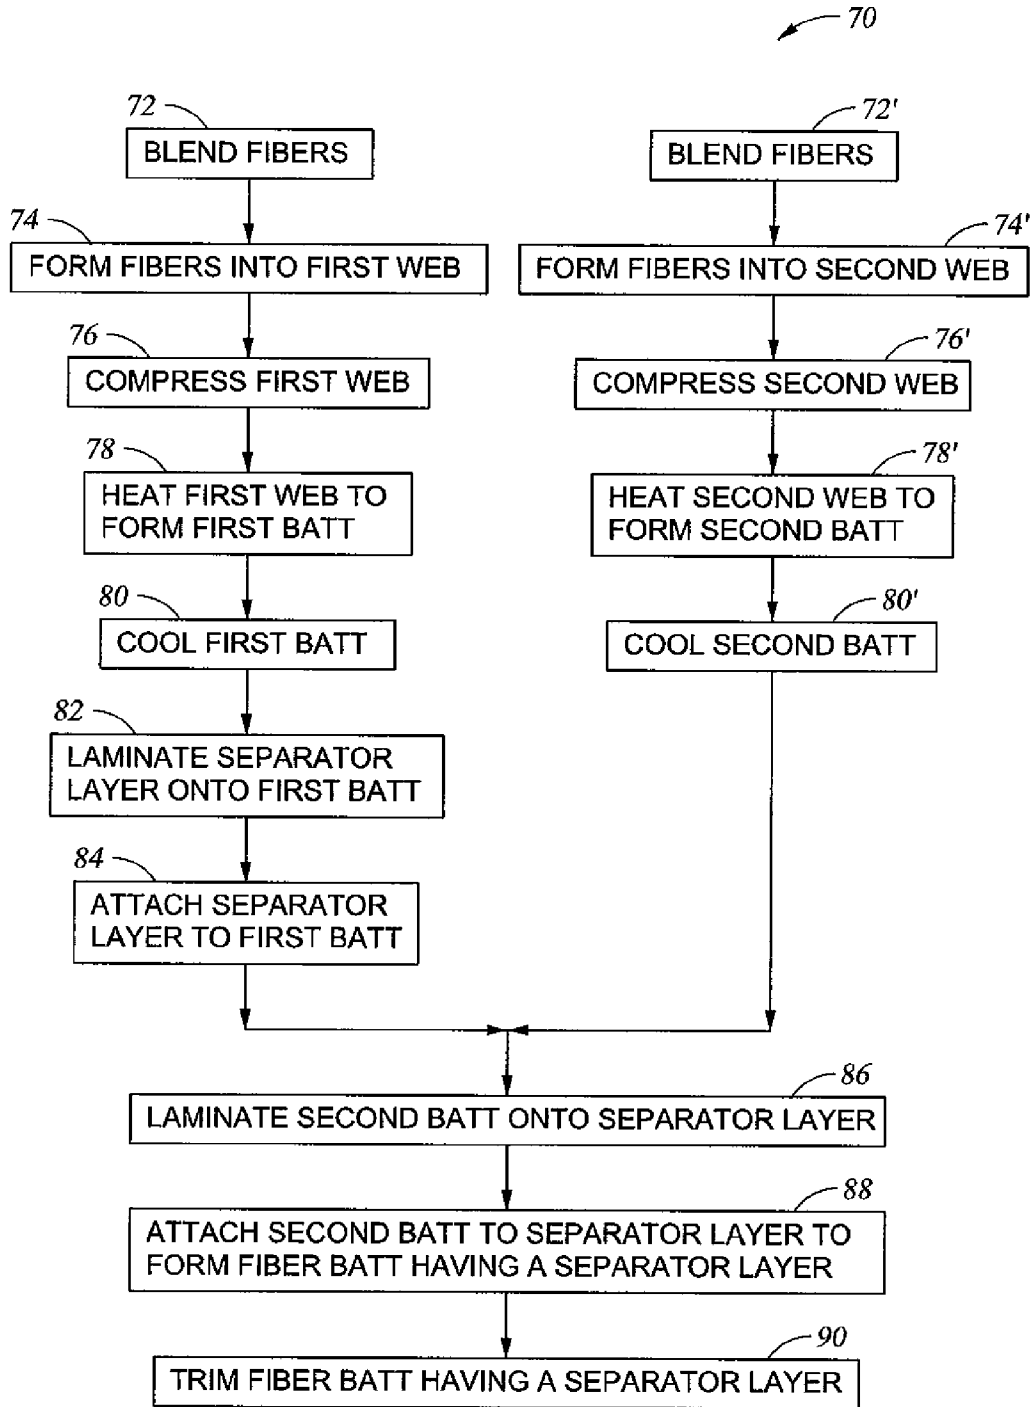 70
72
BLEND FIBERS
72'
BLEND FIBERS
74
FORM FIBERS INTO FIRST WEB
74'
FORM FIBERS INTO SECOND WEB
76
COMPRESS FIRST WEB
76'
COMPRESS SECOND WEB
78
HEAT FIRST WEB TO
FORM FIRST BATT
78'
HEAT SECOND WEB TO
FORM SECOND BATT
80
COOL FIRST BATT
80'
COOL SECOND BATT
82
LAMINATE SEPARATOR
LAYER ONTO FIRST BATT
84
ATTACH SEPARATOR
LAYER TO FIRST BATT
86
LAMINATE SECOND BATT ONTO SEPARATOR LAYER
88
ATTACH SECOND BATT TO SEPARATOR LAYER TO
FORM FIBER BATT HAVING A SEPARATOR LAYER
90
TRIM FIBER BATT HAVING A SEPARATOR LAYER